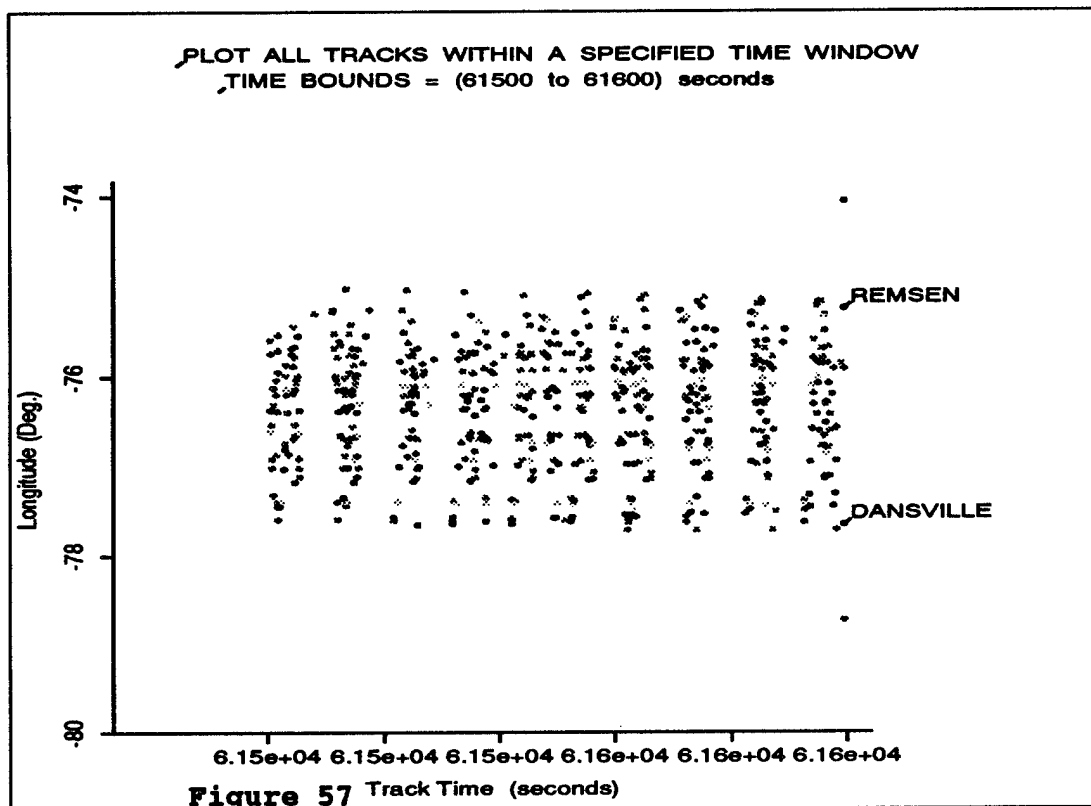 PLOT ALL TRACKS WITHIN A SPECIFIED TIME WINDOW
TIME BOUNDS = (61500 to 61600) seconds
-74
REMSEN
-76
Longitude (Deg.)
DANSVILLE
-78
-80
6.15e+04 6.15e+04 6.15e+04 6.16e+04 6.16e+04 6.16e+04
Figure 57 Track Time (seconds)